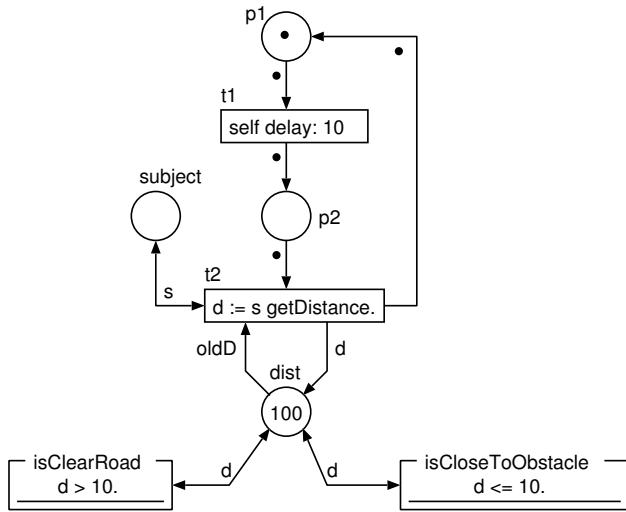 p1
t1
self delay: 10
subject
p2
t2
s
d := s getDistance.
oldD
d
dist
100
isClearRoad
d > 10.
d
d
isCloseToObstacle
d <= 10.